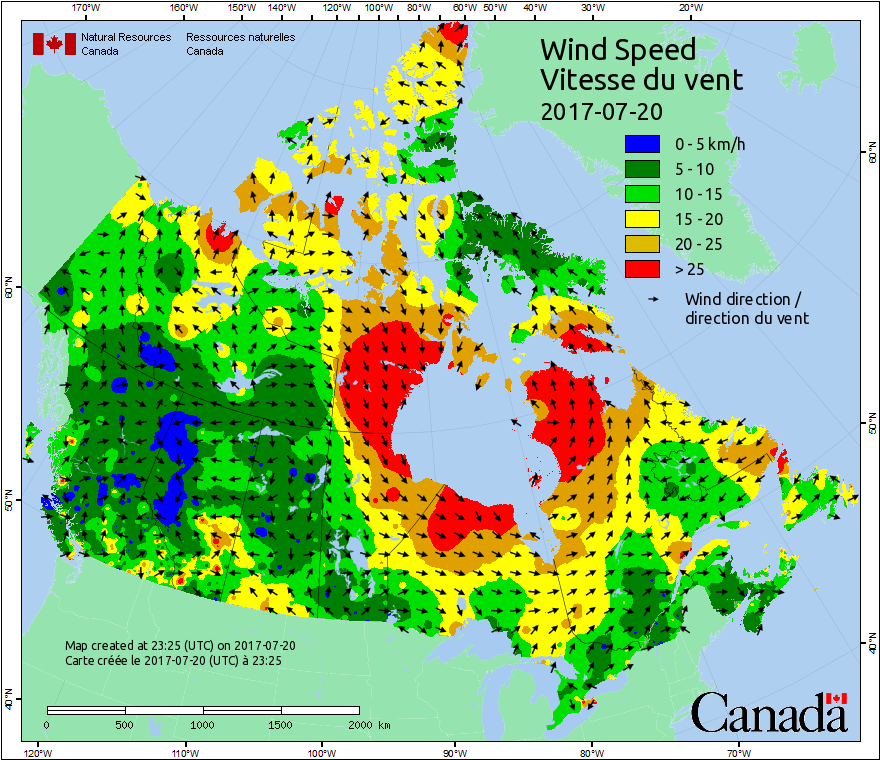 170°W 160°W 150°W 140°W 130°W 120°W 110°W 100°W 90°W 80°W 70°W 60°W 50°W 40°W 30°W 20°W
Natural Resources Canada
Ressources naturelles Canada
Wind Speed
Vitesse du vent
2017-07-20
0 - 5 km/h
5 - 10
10 - 15
15 - 20
20 - 25
> 25
Wind direction /
direction du vent
60°N
60°N
50°N
50°N
40°N
40°N
Map created at 23:25 (UTC) on 2017-07-20
Carte créée le 2017-07-20 (UTC) à 23:25
0 500 1000 1500 2000 km
Canada
120°W 110°W 100°W 90°W 80°W 70°W